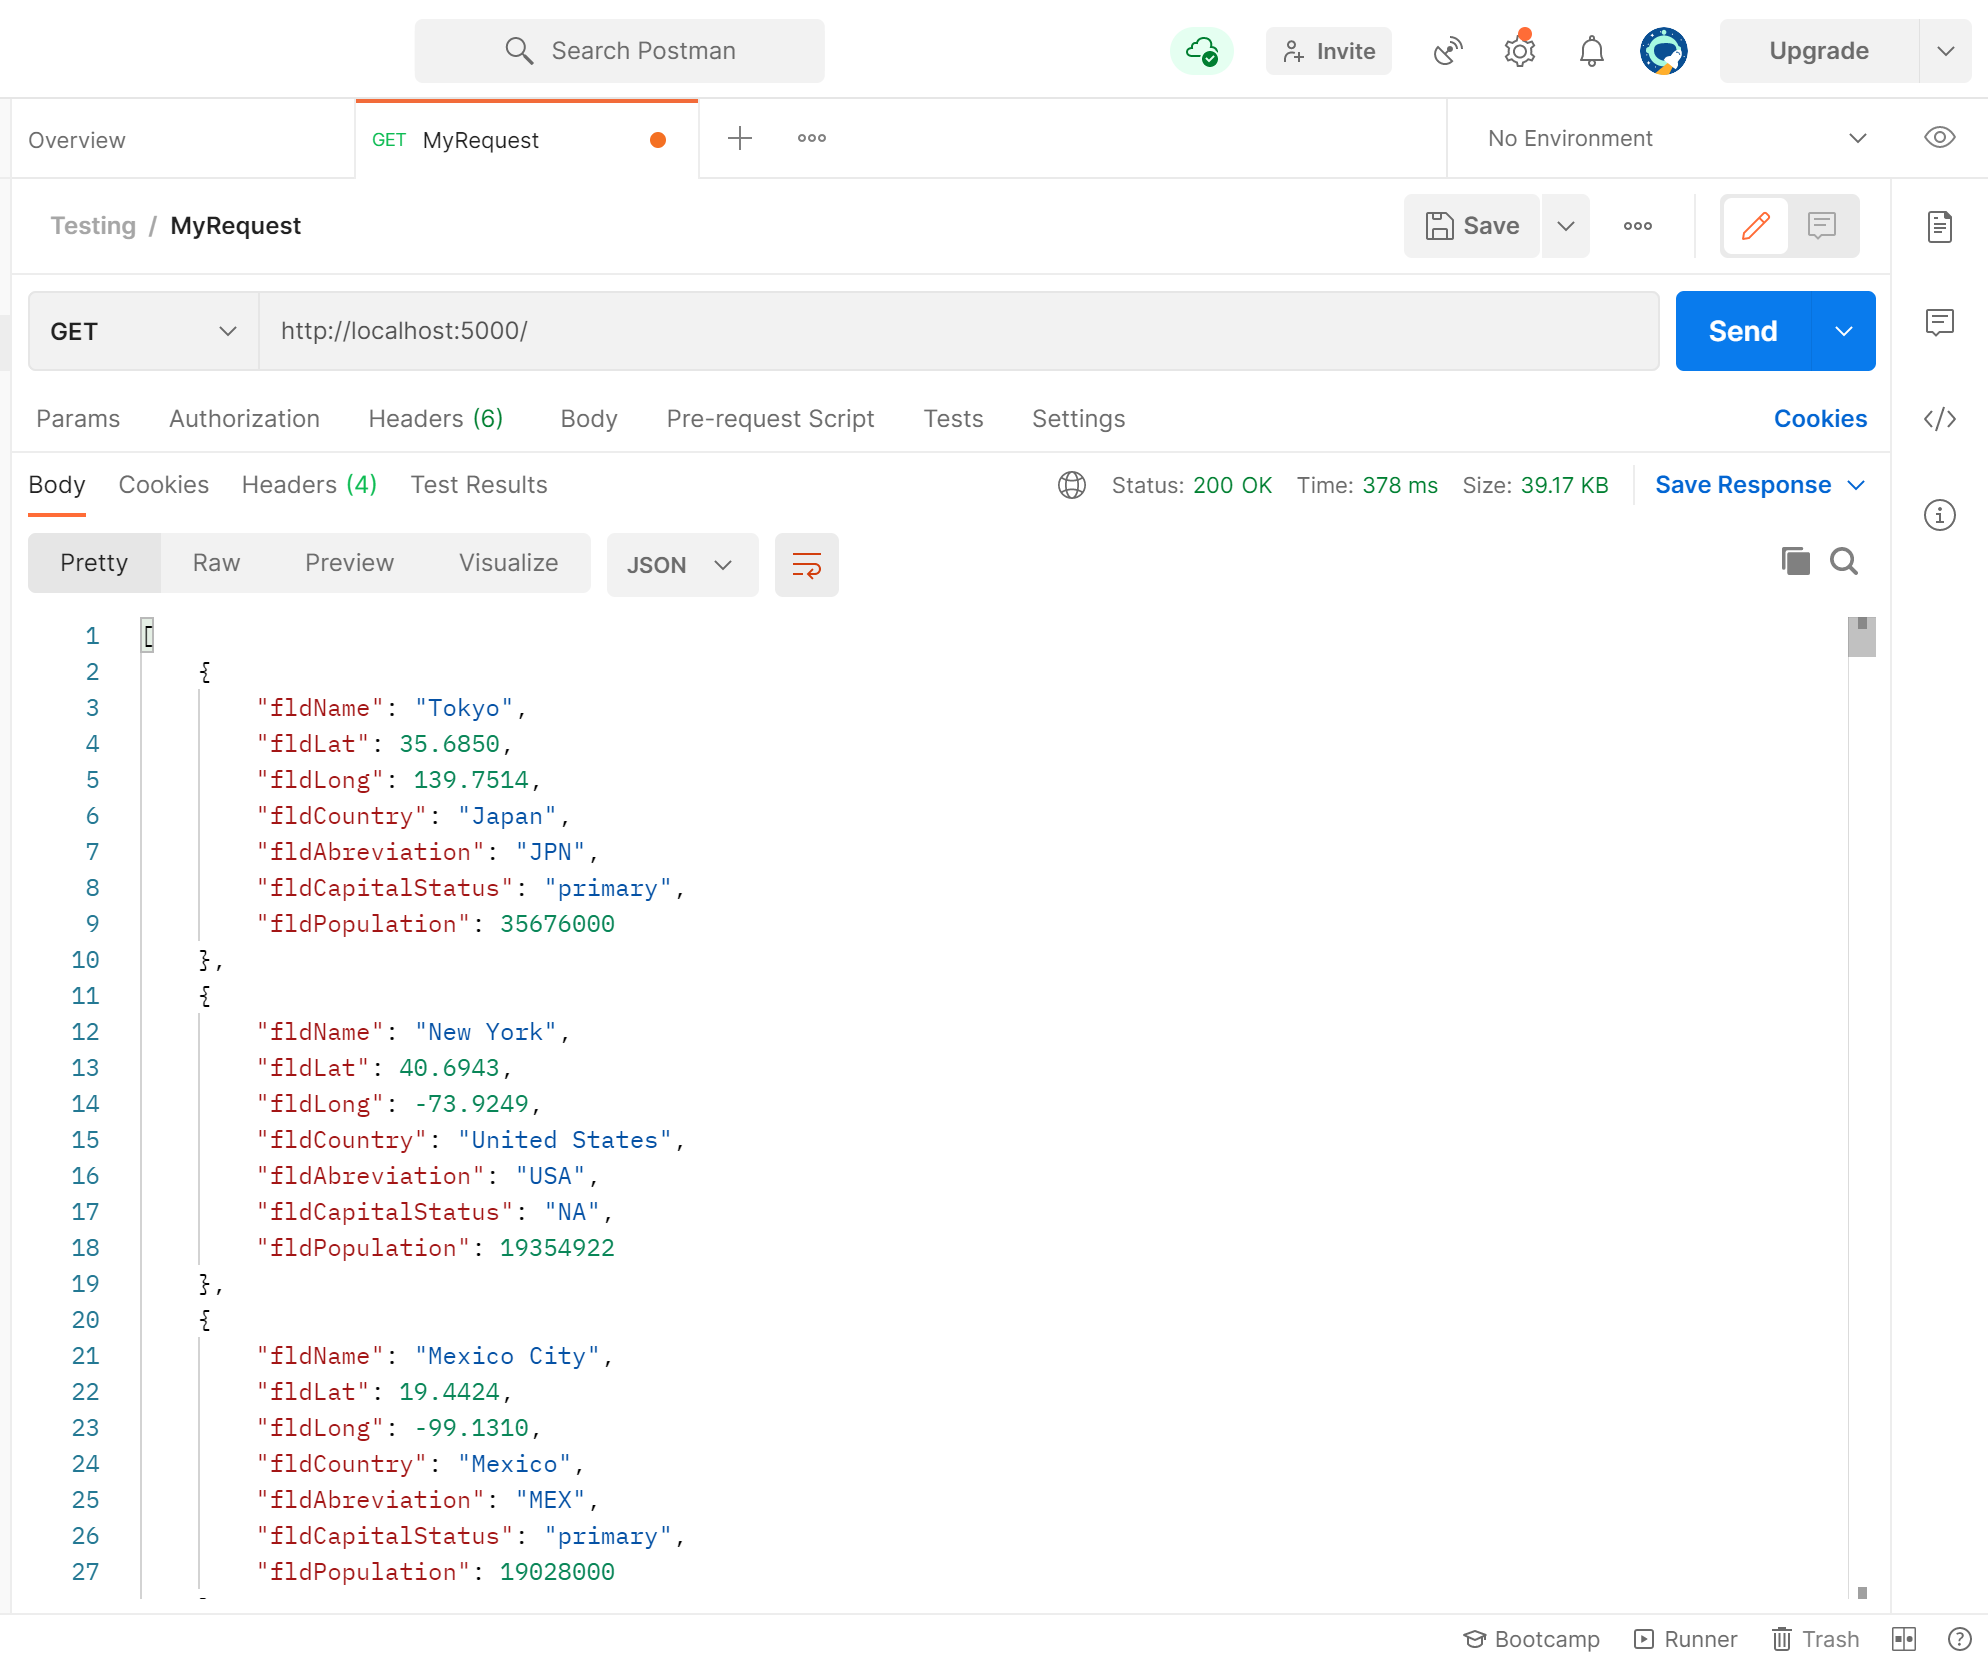 Search Postman
Invite
Upgrade
Overview
GET MyRequest
No Environment
Testing / MyRequest
Save
GET
http://localhost:5000/
Send
Params Authorization Headers (6) Body Pre-request Script Tests Settings
Cookies
Body Cookies Headers (4) Test Results
Status: 200 OK Time: 378 ms Size: 39.17 KB
Save Response
Pretty Raw Preview Visualize
JSON
1 [
2 {
3 "fldName": "Tokyo",
4 "fldLat": 35.6850,
5 "fldLong": 139.7514,
6 "fldCountry": "Japan",
7 "fldAbreviation": "JPN",
8 "fldCapitalStatus": "primary",
9 "fldPopulation": 35676000
10 },
11 {
12 "fldName": "New York",
13 "fldLat": 40.6943,
14 "fldLong": -73.9249,
15 "fldCountry": "United States",
16 "fldAbreviation": "USA",
17 "fldCapitalStatus": "NA",
18 "fldPopulation": 19354922
19 },
20 {
21 "fldName": "Mexico City",
22 "fldLat": 19.4424,
23 "fldLong": -99.1310,
24 "fldCountry": "Mexico",
25 "fldAbreviation": "MEX",
26 "fldCapitalStatus": "primary",
27 "fldPopulation": 19028000
Bootcamp Runner Trash